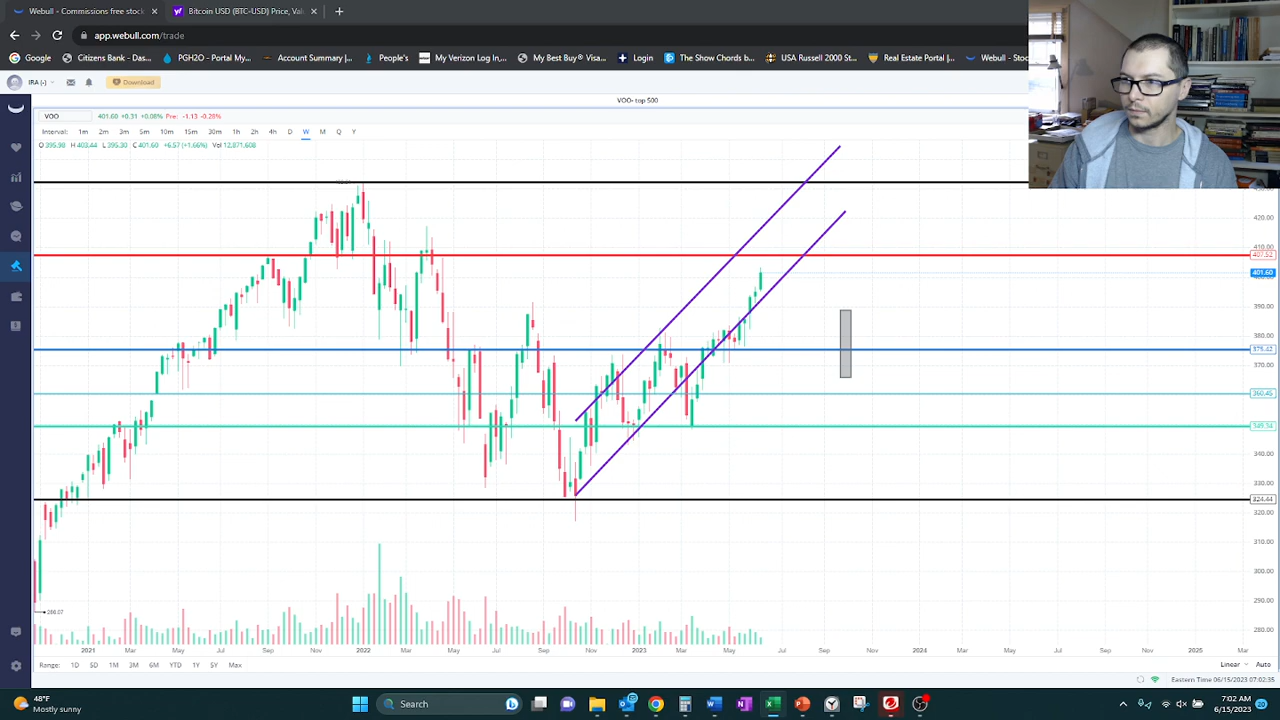 Webull - Comments & F
Bitcoin USD (BTC-USD) Price, Val
app.webull.com/trade
Google
Citizens Bank - Das...
PGH2O - Portal My...
Account Summary
People's
My Verizon Log In...
My Best Buy® Visa...
Login
The Show Chords b...
USA Russell 2000 St...
Real Estate Portal |...
Webull - Stock
IRA (-)
Download
VOO- top 500
VOO
401.60 +0.31 +0.08% Pre: -1.13 -0.28%
Interval: 1m 2m 3m 5m 10m 15m 30m 1h 2h 4h D W M Q Y
O 395.98 H 403.44 L 395.30 C 401.60 +6.57 (+1.66%) Vol 12,871,608
420.00
410.00
407.52
401.60
390.00
380.00
375.42
370.00
360.45
349.34
340.00
330.00
324.44
320.00
310.00
300.00
290.00
280.00
2021 Mar May Jul Sep Nov 2022 Mar May Jul Sep Nov 2023 Mar May Jul Sep Nov 2024 Mar May Jul Sep Nov 2025 Mar
Range: 1D 5D 1M 3M 6M YTD 1Y 5Y Max
Linear Auto
Eastern Time 06/15/2023 07:02:35
48°F
Mostly sunny
Search
7:02 AM
6/15/2023
20